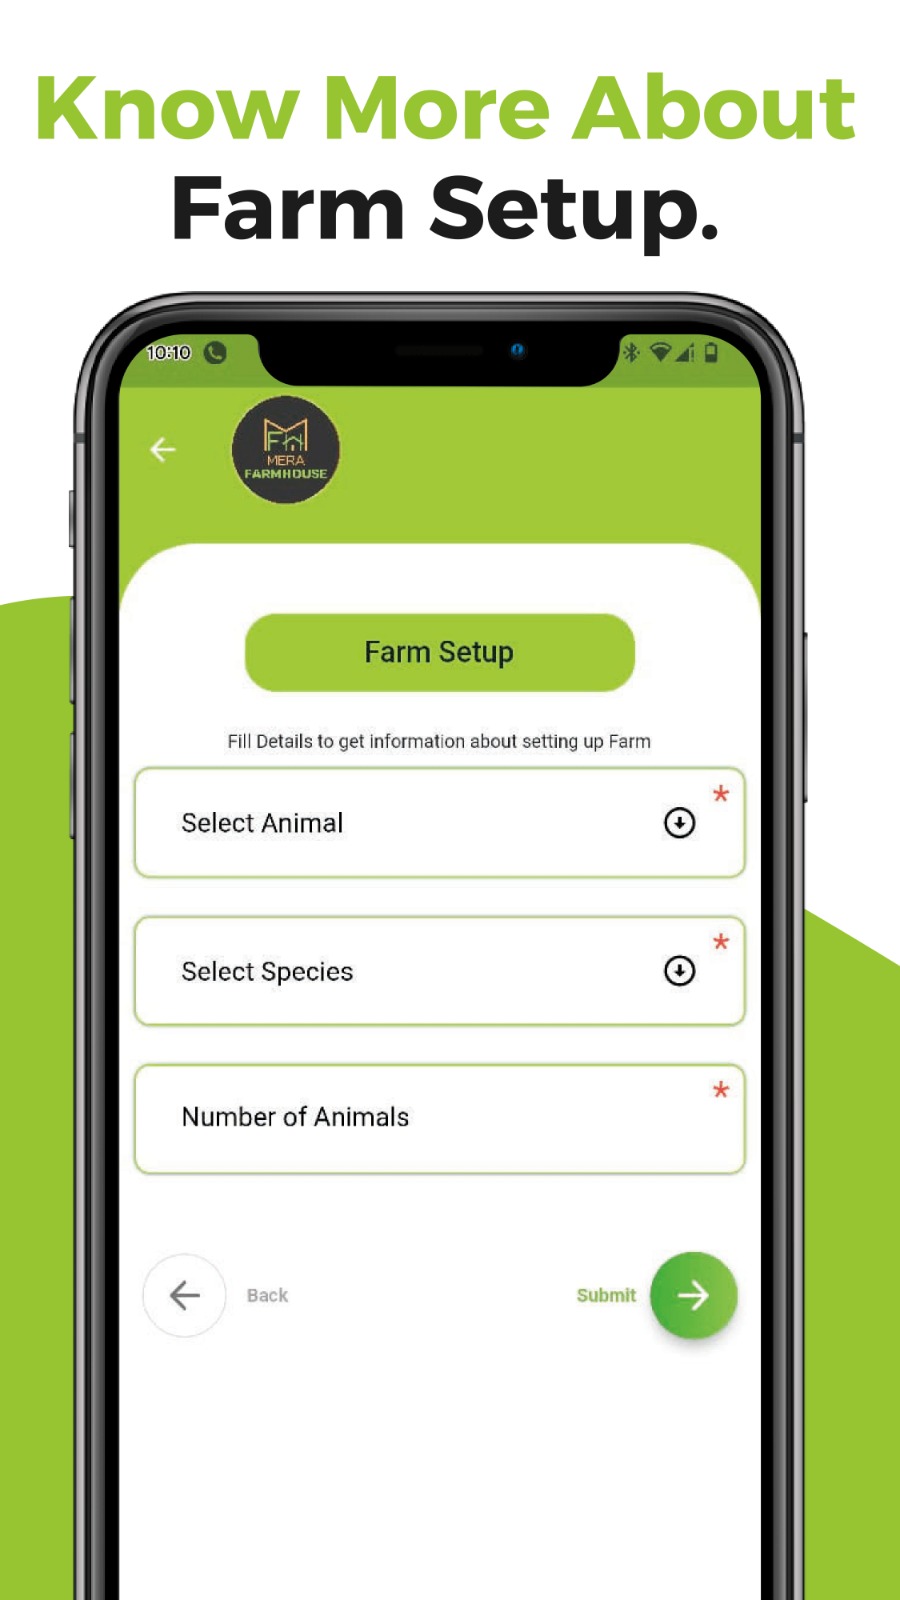 Know More About
Farm Setup.
10:10
MERA
FARMHOUSE
Farm Setup
Fill Details to get information about setting up Farm
*
Select Animal
*
Select Species
*
Number of Animals
Back
Submit